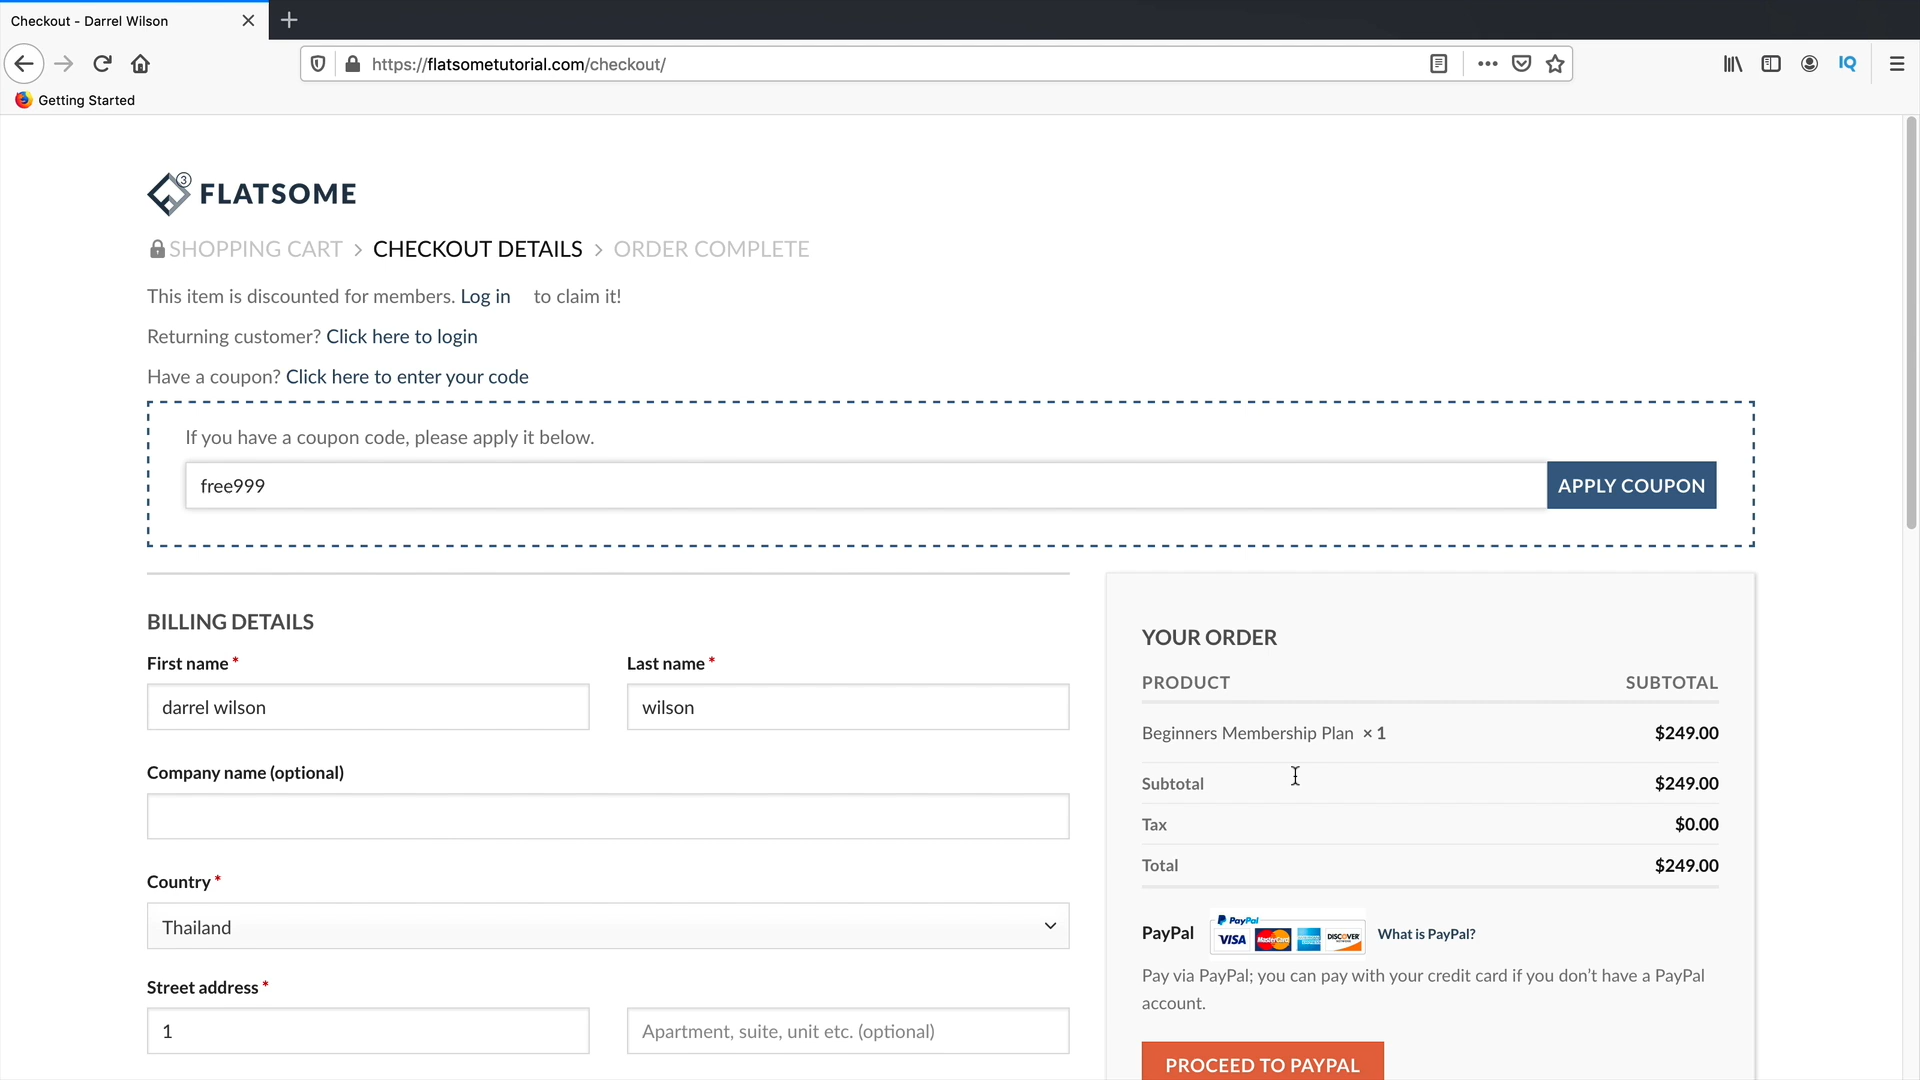 Checkout - Darrel Wilson
https://flatsometutorial.com/checkout/
IQ
Getting Started
3
FLATSOME
SHOPPING CART > CHECKOUT DETAILS > ORDER COMPLETE
This item is discounted for members. Log in to claim it!
Returning customer? Click here to login
Have a coupon? Click here to enter your code
If you have a coupon code, please apply it below.
free999
APPLY COUPON
BILLING DETAILS
First name *
Last name *
darrel wilson
wilson
Company name (optional)
Country *
Thailand
Street address *
1
Apartment, suite, unit etc. (optional)
YOUR ORDER
PRODUCT SUBTOTAL
Beginners Membership Plan × 1 $249.00
Subtotal $249.00
Tax $0.00
Total $249.00
PayPal
PayPal
VISA MasterCard DISCOVER
What is PayPal?
Pay via PayPal; you can pay with your credit card if you don’t have a PayPal
account.
PROCEED TO PAYPAL